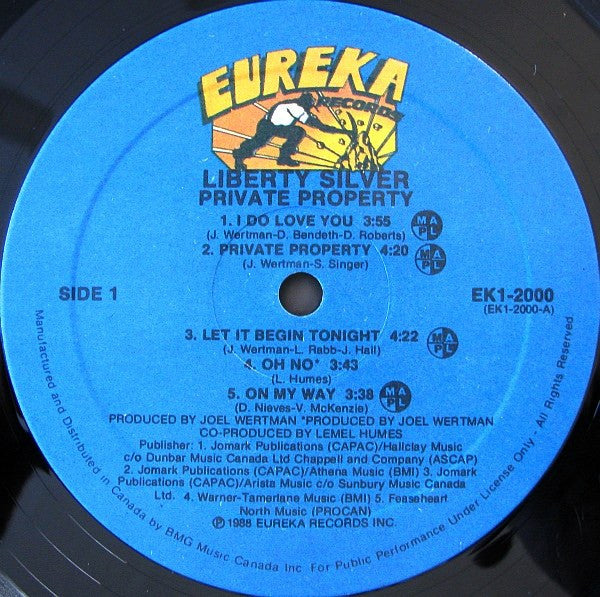 EUREKA
RECORDS
LIBERTY SILVER
PRIVATE PROPERTY
1. I DO LOVE YOU 3:55 MAPL
(J. Wertman-D. Bendeth-D. Roberts)
2. PRIVATE PROPERTY 4:20 MAPL
(J. Wertman-S. Singer)
SIDE 1
EK1-2000
(EK1-2000-A)
3. LET IT BEGIN TONIGHT 4:22 MAPL
(J. Wertman-L. Rabb-J. Hall)
4. OH NO* 3:43
(L. Humes)
5. ON MY WAY 3:38 MAPL
(D. Nieves-V. McKenzie)
PRODUCED BY JOEL WERTMAN *PRODUCED BY JOEL WERTMAN
CO-PRODUCED BY LEMEL HUMES
Publisher: 1. Jomark Publications (CAPAC)/Hallclay Music
c/o Dunbar Music Canada Ltd Chappell and Company (ASCAP)
2. Jomark Publications (CAPAC)/Athena Music (BMI) 3. Jomark
Publications (CAPAC)/Arista Music c/o Sunbury Music Canada
Ltd. 4. Warner-Tamerlane Music (BMI) 5. Feaseheart
North Music (PROCAN)
℗ 1988 EUREKA RECORDS INC.
Manufactured and Distributed in Canada by BMG Music Canada Inc For Public Performance Under License Only - All Rights Reserved